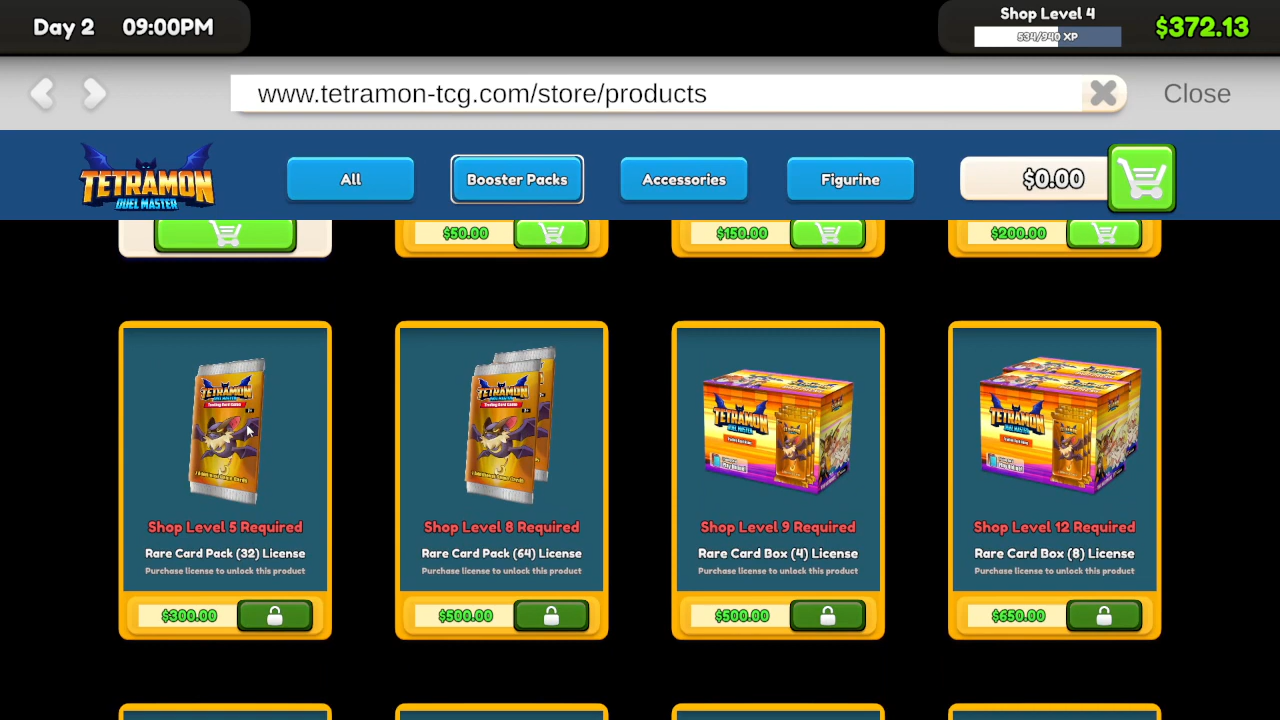 Day 2 09:00PM
Shop Level 4
534/940 XP
$372.13
www.tetramon-tcg.com/store/products
Close
TETRAMON
DUEL MASTER
All
Booster Packs
Accessories
Figurine
$0.00
$50.00
$150.00
$200.00
TETRAMON
TETRAMON
TETRAMON
TETRAMON
Shop Level 5 Required
Shop Level 8 Required
Shop Level 9 Required
Shop Level 12 Required
Rare Card Pack (32) License
Rare Card Pack (64) License
Rare Card Box (4) License
Rare Card Box (8) License
Purchase license to unlock this product
Purchase license to unlock this product
Purchase license to unlock this product
Purchase license to unlock this product
$300.00
$500.00
$500.00
$650.00